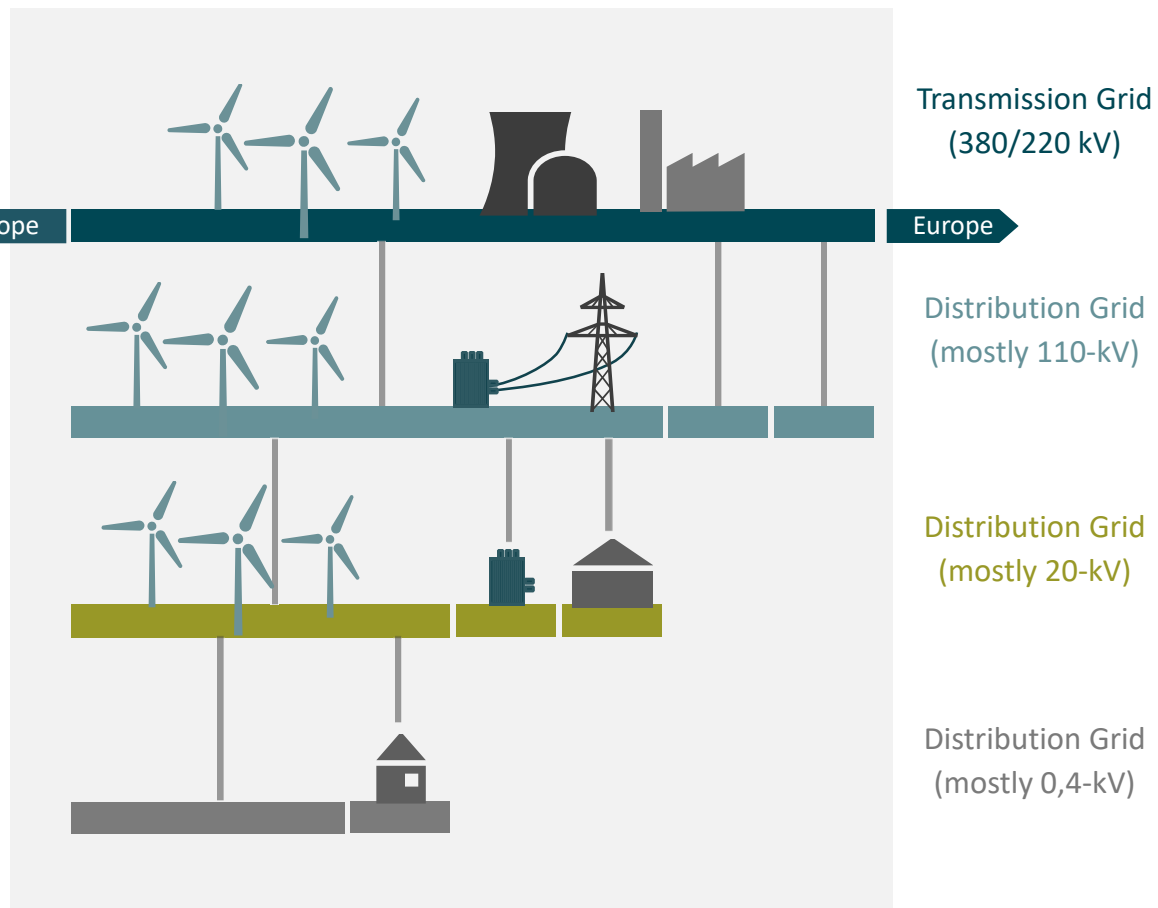 Transmission Grid
(380/220 kV)
ope
Europe
Distribution Grid
(mostly 110-kV)
Distribution Grid
(mostly 20-kV)
Distribution Grid
(mostly 0,4-kV)